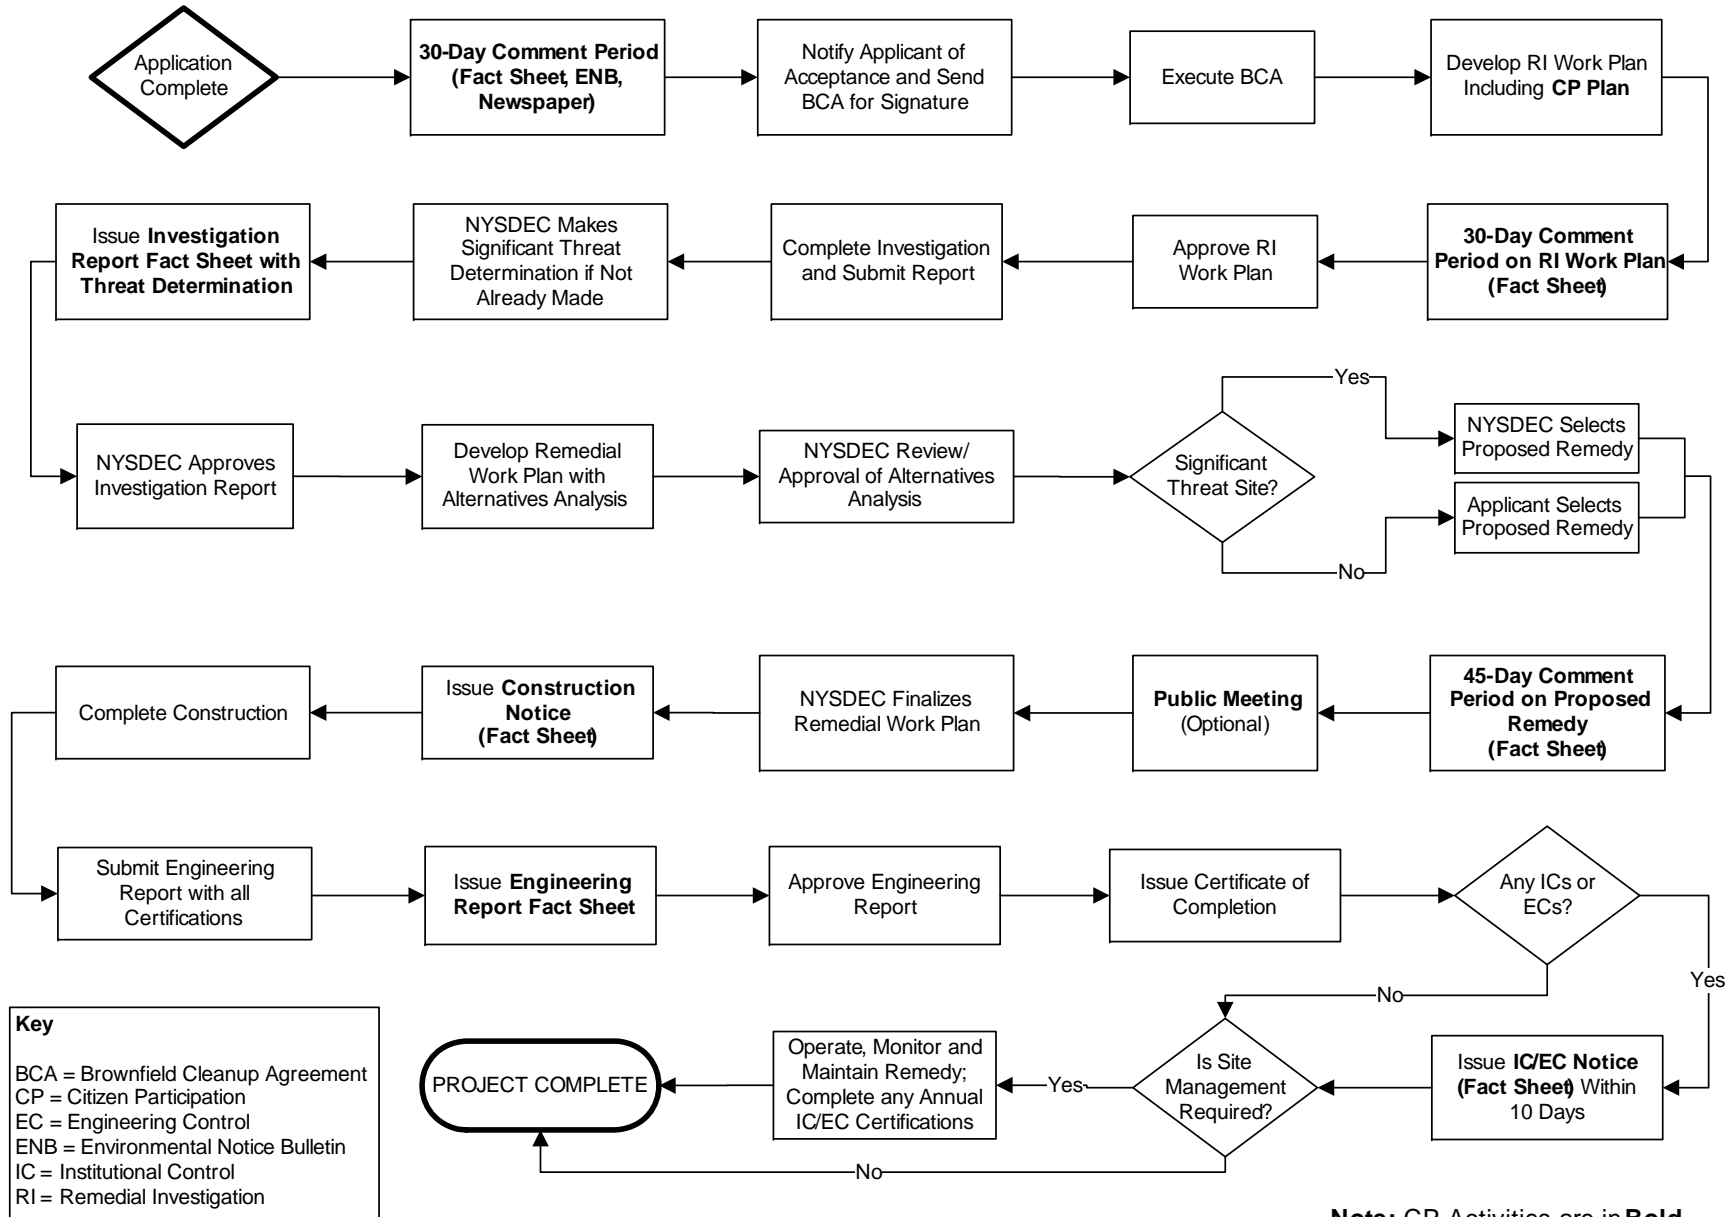 Application
Complete
30-Day Comment Period
(Fact Sheet, ENB,
Newspaper)
Notify Applicant of
Acceptance and Send
BCA for Signature
Execute BCA
Develop RI Work Plan
Including CP Plan
Issue Investigation
Report Fact Sheet with
Threat Determination
NYSDEC Makes
Significant Threat
Determination if Not
Already Made
Complete Investigation
and Submit Report
Approve RI
Work Plan
30-Day Comment
Period on RI Work Plan
(Fact Sheet)
NYSDEC Approves
Investigation Report
Develop Remedial
Work Plan with
Alternatives Analysis
NYSDEC Review/
Approval of Alternatives
Analysis
Significant
Threat Site?
Yes
NYSDEC Selects
Proposed Remedy
Applicant Selects
Proposed Remedy
No
Complete Construction
Issue Construction
Notice
(Fact Sheet)
NYSDEC Finalizes
Remedial Work Plan
Public Meeting
(Optional)
45-Day Comment
Period on Proposed
Remedy
(Fact Sheet)
Submit Engineering
Report with all
Certifications
Issue Engineering
Report Fact Sheet
Approve Engineering
Report
Issue Certificate of
Completion
Any ICs or
ECs?
Yes
No
Key
BCA = Brownfield Cleanup Agreement
CP = Citizen Participation
EC = Engineering Control
ENB = Environmental Notice Bulletin
IC = Institutional Control
RI = Remedial Investigation
PROJECT COMPLETE
Operate, Monitor and
Maintain Remedy;
Complete any Annual
IC/EC Certifications
Yes
Is Site
Management
Required?
Issue IC/EC Notice
(Fact Sheet) Within
10 Days
No
Note: CP Activities are in Bold